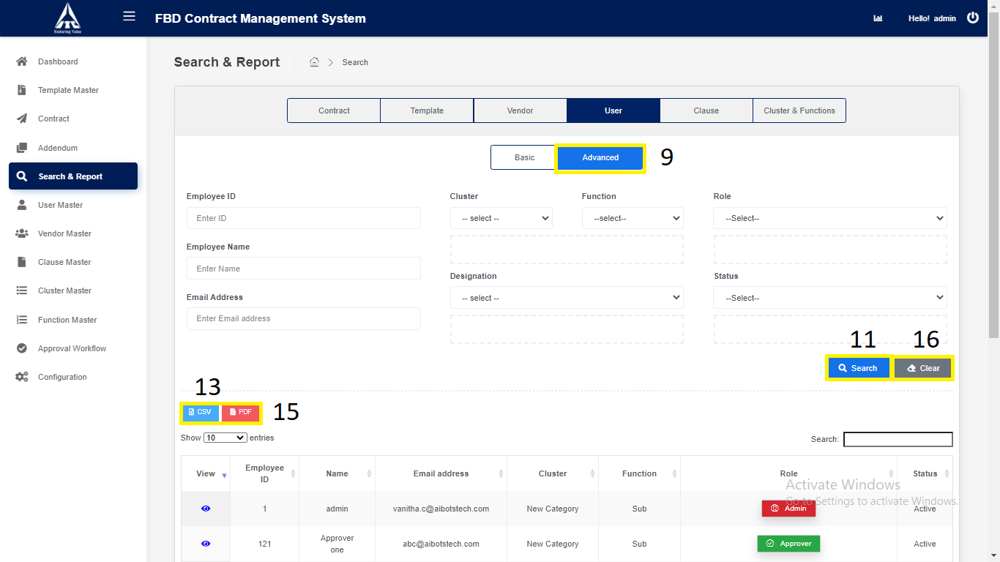 ITC
Enduring Value
FBD Contract Management System
Hello! admin
Dashboard
Template Master
Contract
Addendum
Search & Report
User Master
Vendor Master
Clause Master
Cluster Master
Function Master
Approval Workflow
Configuration
Search & Report
Search
Contract Template Vendor User Clause Cluster & Functions
Basic Advanced 9
Employee ID
Enter ID
Employee Name
Enter Name
Email Address
Enter Email address
Cluster Function
-- select -- --select--
Designation
-- select --
Role
--Select--
Status
--Select--
11 16
Search Clear
13
CSV PDF 15
Show 10 entries
Search:
View Employee ID Name Email address Cluster Function Role Status
1 admin vanitha.c@aibotstech.com New Category Sub Admin Active
121 Approver one abc@aibotstech.com New Category Sub Approver Active
Activate Windows
Go to Settings to activate Windows.